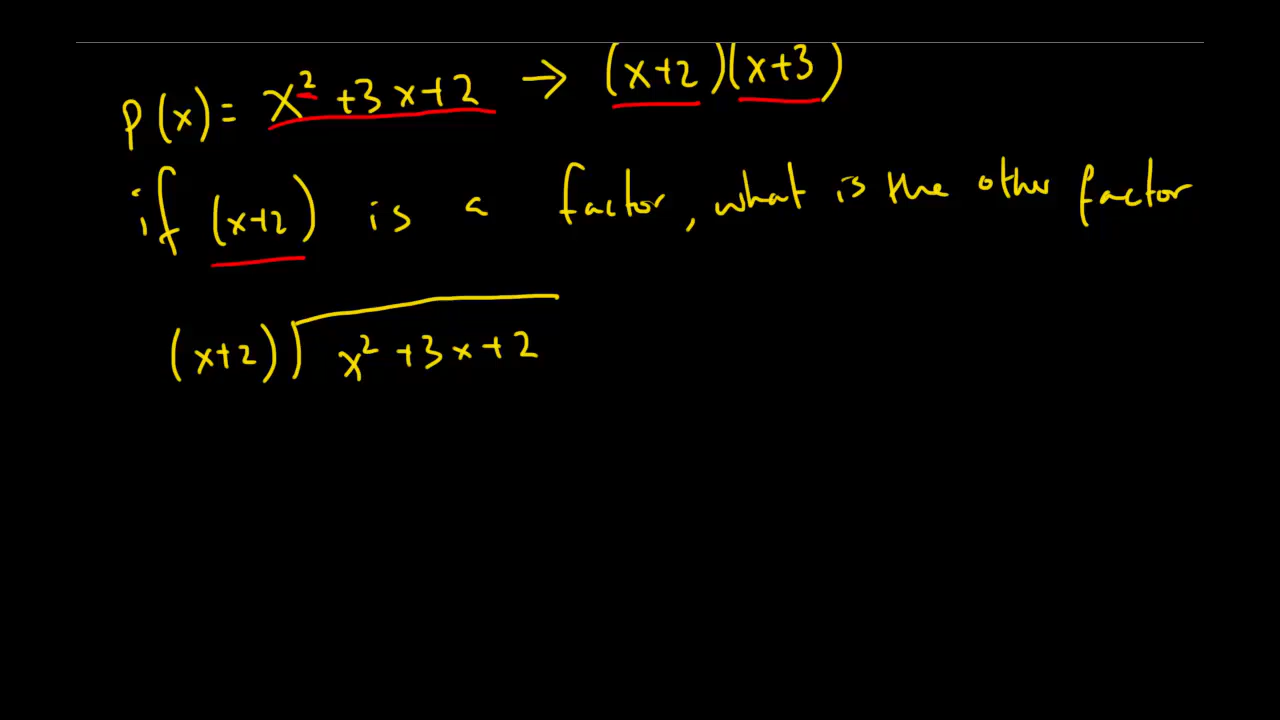 P(x)= x² +3x+2 → (x+2)(x+3)
if (x+2) is a factor, what is the other factor
(x+2))x² +3x+2